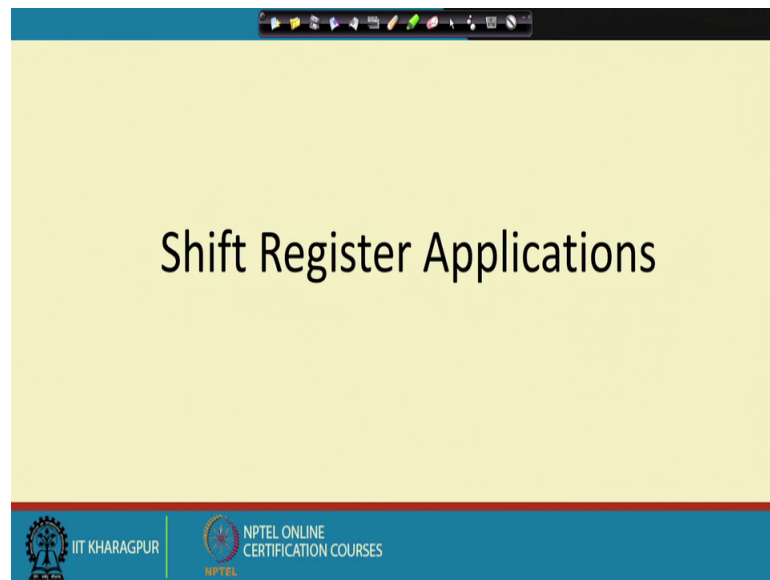 Shift Register Applications
IIT KHARAGPUR
NPTEL
NPTEL ONLINE
CERTIFICATION COURSES